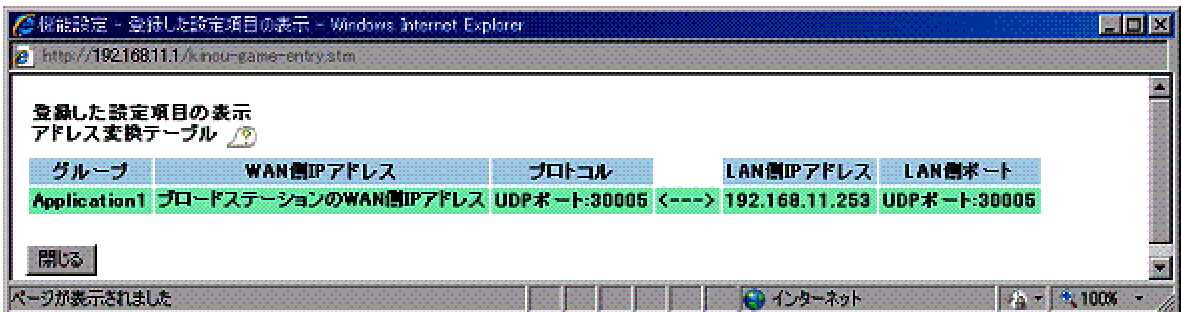 機能設定 - 登録した設定項目の表示 - Windows Internet Explorer
http://192.168.11.1/kinou-game-entry.stm
登録した設定項目の表示
アドレス変換テーブル
グループ WAN側IPアドレス プロトコル LAN側IPアドレス LAN側ポート
Application1 ブロードステーションのWAN側IPアドレス UDPポート:30005 <---> 192.168.11.253 UDPポート:30005
閉じる
ページが表示されました インターネット 100%